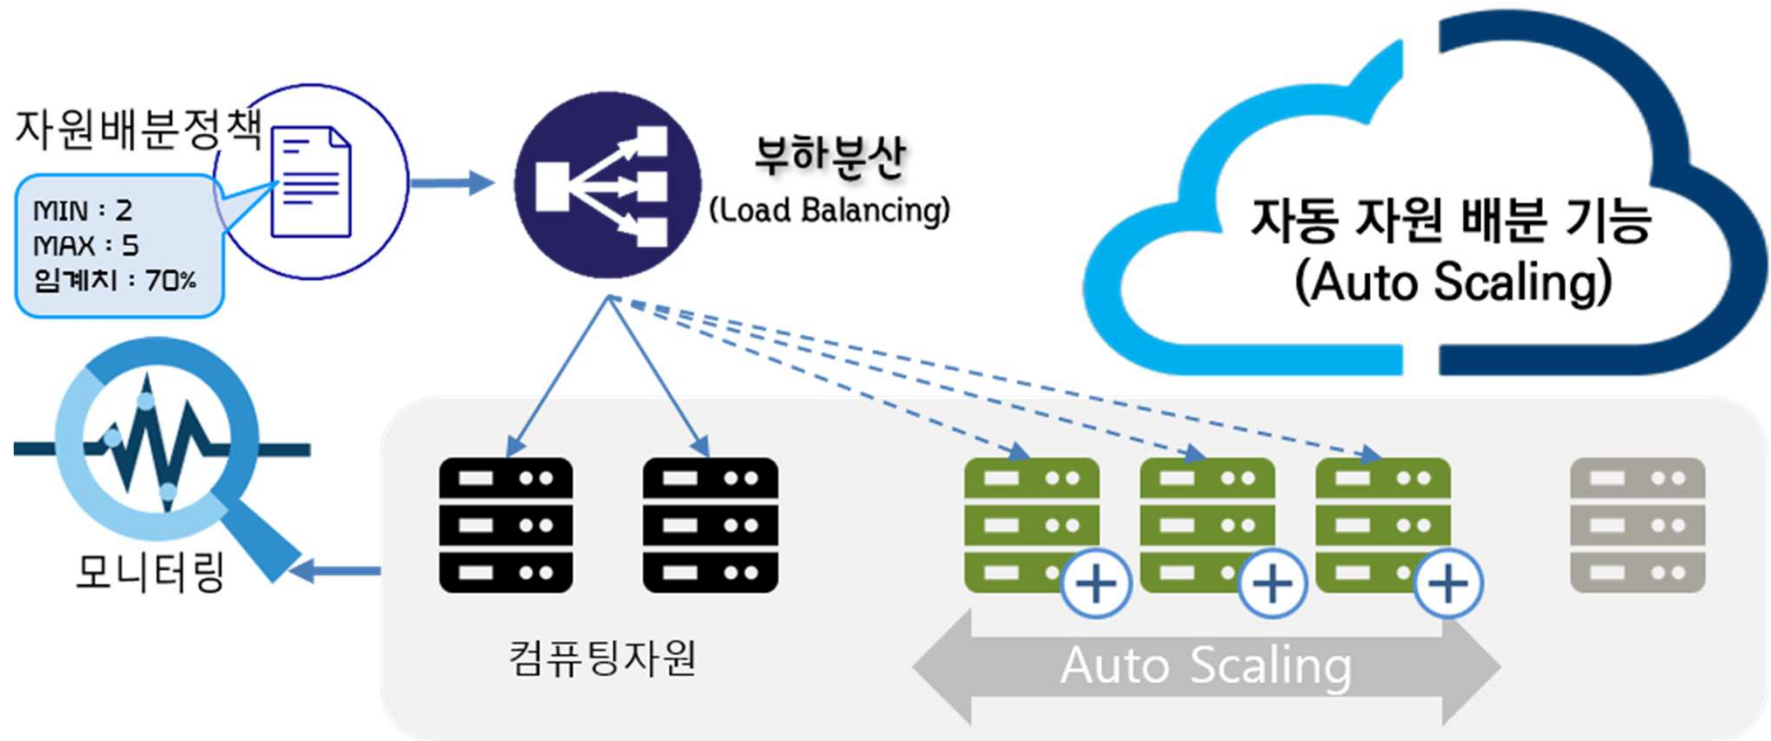 자원배분정책
MIN : 2
MAX : 5
임계치 : 70%
부하분산
(Load Balancing)
자동 자원 배분 기능
(Auto Scaling)
모니터링
컴퓨팅자원
Auto Scaling